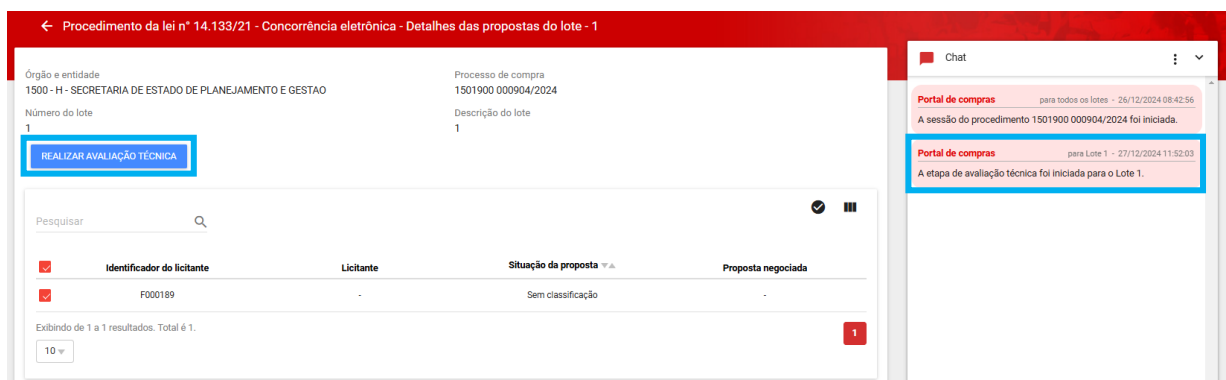 Procedimento da lei n° 14.133/21 - Concorrência eletrônica - Detalhes das propostas do lote - 1
Órgão e entidade
1500 - H - SECRETARIA DE ESTADO DE PLANEJAMENTO E GESTAO
Processo de compra
1501900 000904/2024
Número do lote
1
Descrição do lote
1
REALIZAR AVALIAÇÃO TÉCNICA
Pesquisar
Identificador do licitante Licitante Situação da proposta Proposta negociada
F000189 - Sem classificação -
Exibindo de 1 a 1 resultados. Total é 1.
1
10
Chat
Portal de compras para todos os lotes - 26/12/2024 08:42:56
A sessão do procedimento 1501900 000904/2024 foi iniciada.
Portal de compras para Lote 1 - 27/12/2024 11:52:03
A etapa de avaliação técnica foi iniciada para o Lote 1.